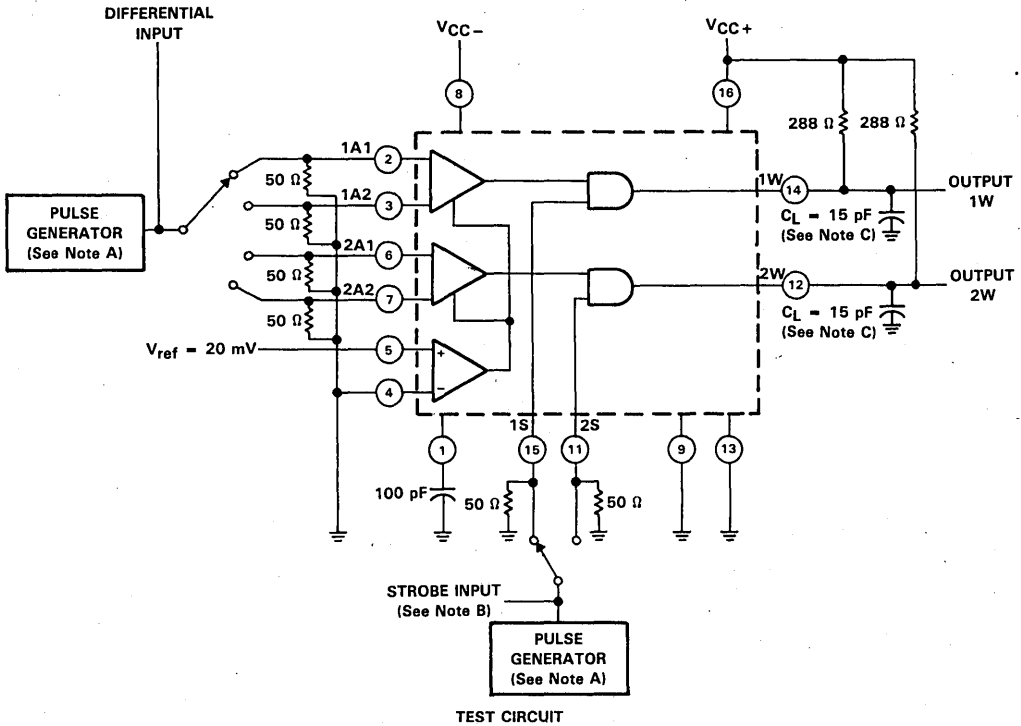 DIFFERENTIAL
INPUT
VCC−
VCC+
8
16
288 Ω
288 Ω
1A1
2
50 Ω
1A2
3
50 Ω
2A1
6
50 Ω
2A2
7
50 Ω
PULSE
GENERATOR
(See Note A)
1W
14
OUTPUT
1W
CL = 15 pF
(See Note C)
2W
12
OUTPUT
2W
CL = 15 pF
(See Note C)
Vref = 20 mV
5
+
4
−
1S
2S
1
15
11
9
13
100 pF
50 Ω
50 Ω
STROBE INPUT
(See Note B)
PULSE
GENERATOR
(See Note A)
TEST CIRCUIT